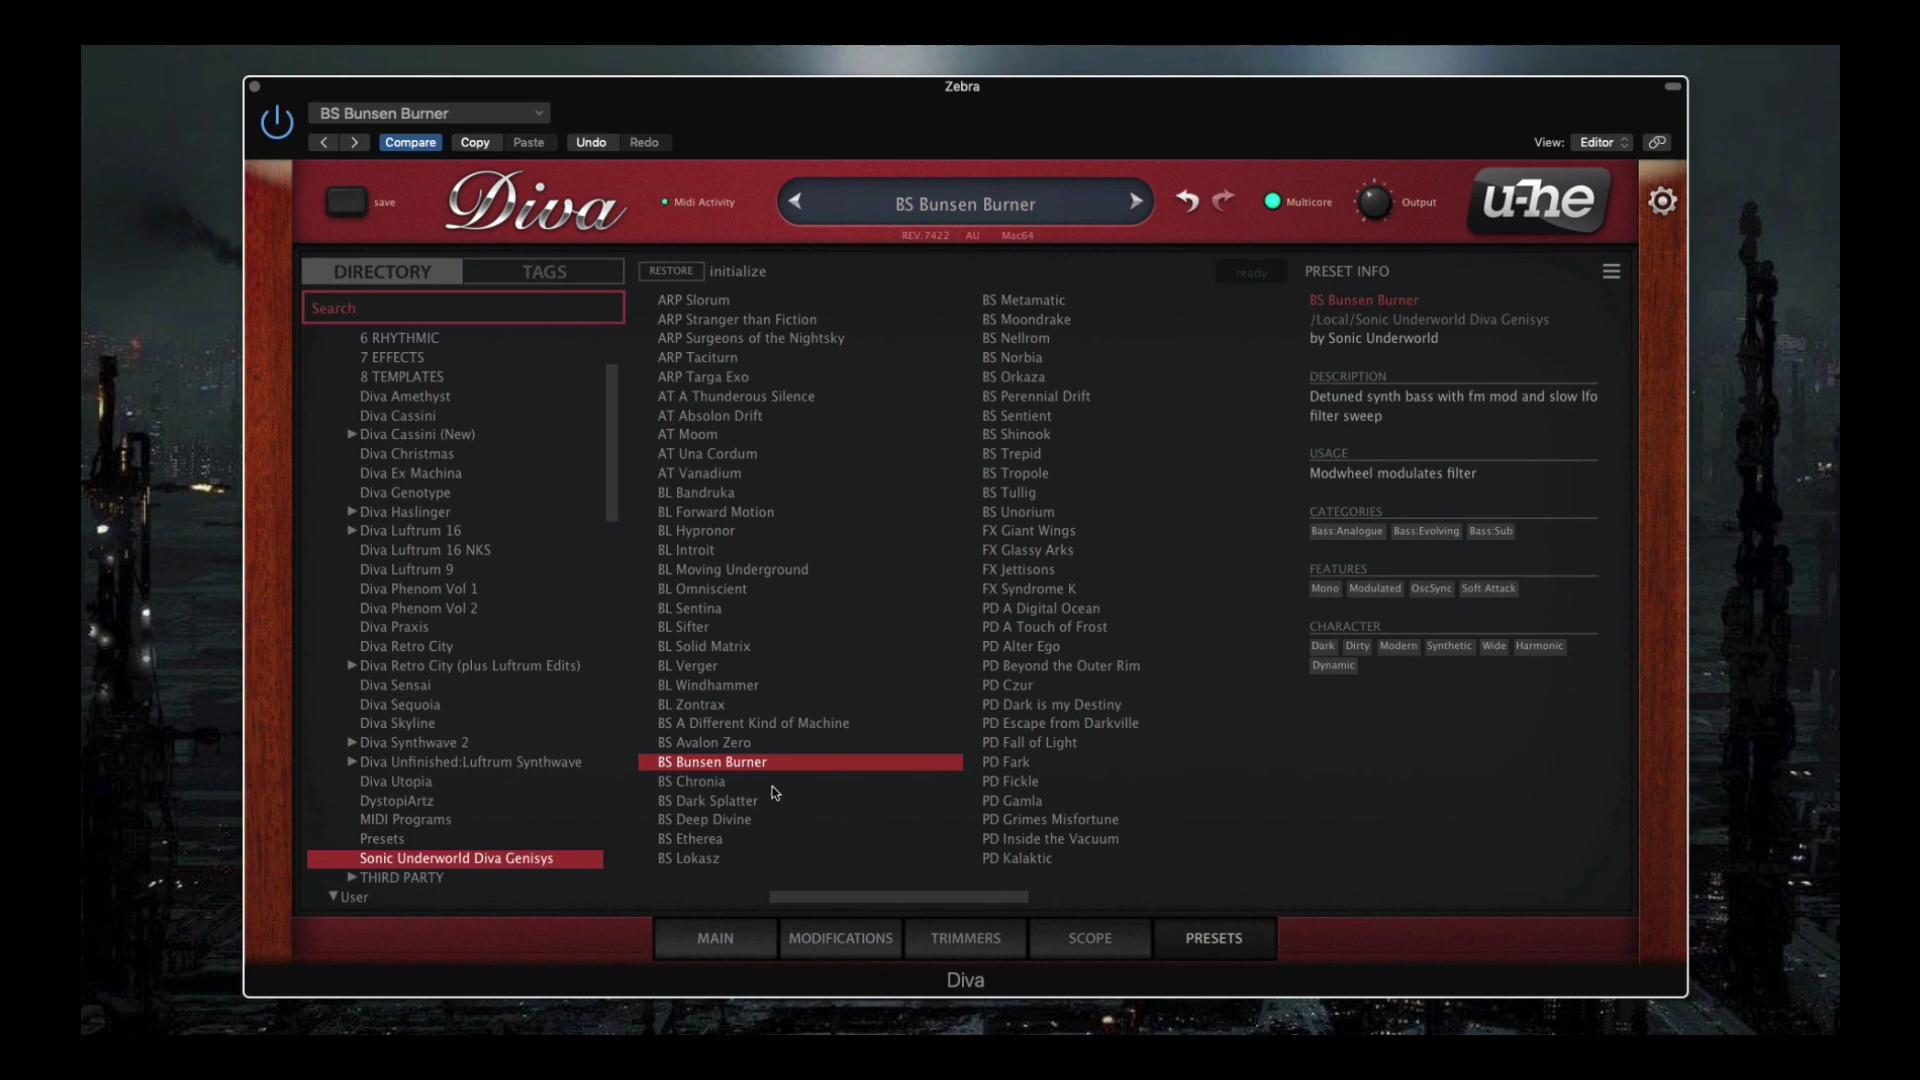 Zebra
BS Bunsen Burner
Compare Copy Paste Undo Redo
View: Editor
save
Diva
Midi Activity
BS Bunsen Burner
Multicore
Output
u-he
REV.7422 AU Mac64
DIRECTORY TAGS
Search
6 RHYTHMIC
7 EFFECTS
8 TEMPLATES
Diva Amethyst
Diva Cassini
Diva Cassini (New)
Diva Christmas
Diva Ex Machina
Diva Genotype
Diva Haslinger
Diva Luftrum 16
Diva Luftrum 16 NKS
Diva Luftrum 9
Diva Phenom Vol 1
Diva Phenom Vol 2
Diva Praxis
Diva Retro City
Diva Retro City (plus Luftrum Edits)
Diva Sensai
Diva Sequoia
Diva Skyline
Diva Synthwave 2
Diva Unfinished:Luftrum Synthwave
Diva Utopia
DystopiArtz
MIDI Programs
Presets
Sonic Underworld Diva Genisys
THIRD PARTY
User
RESTORE initialize
ready
ARP Slorum
ARP Stranger than Fiction
ARP Surgeons of the Nightsky
ARP Taciturn
ARP Targa Exo
AT A Thunderous Silence
AT Absolon Drift
AT Moom
AT Una Cordum
AT Vanadium
BL Bandruka
BL Forward Motion
BL Hypronor
BL Introit
BL Moving Underground
BL Omniscient
BL Sentina
BL Sifter
BL Solid Matrix
BL Verger
BL Windhammer
BL Zontrax
BS A Different Kind of Machine
BS Avalon Zero
BS Bunsen Burner
BS Chronia
BS Dark Splatter
BS Deep Divine
BS Etherea
BS Lokasz
BS Metamatic
BS Moondrake
BS Nellrom
BS Norbia
BS Orkaza
BS Perennial Drift
BS Sentient
BS Shinook
BS Trepid
BS Tropole
BS Tullig
BS Unorium
FX Giant Wings
FX Glassy Arks
FX Jettisons
FX Syndrome K
PD A Digital Ocean
PD A Touch of Frost
PD Alter Ego
PD Beyond the Outer Rim
PD Czur
PD Dark is my Destiny
PD Escape from Darkville
PD Fall of Light
PD Fark
PD Fickle
PD Gamla
PD Grimes Misfortune
PD Inside the Vacuum
PD Kalaktic
PRESET INFO
BS Bunsen Burner
/Local/Sonic Underworld Diva Genisys
by Sonic Underworld
DESCRIPTION
Detuned synth bass with fm mod and slow lfo
filter sweep
USAGE
Modwheel modulates filter
CATEGORIES
Bass:Analogue Bass:Evolving Bass:Sub
FEATURES
Mono Modulated OscSync Soft Attack
CHARACTER
Dark Dirty Modern Synthetic Wide Harmonic
Dynamic
MAIN MODIFICATIONS TRIMMERS SCOPE PRESETS
Diva